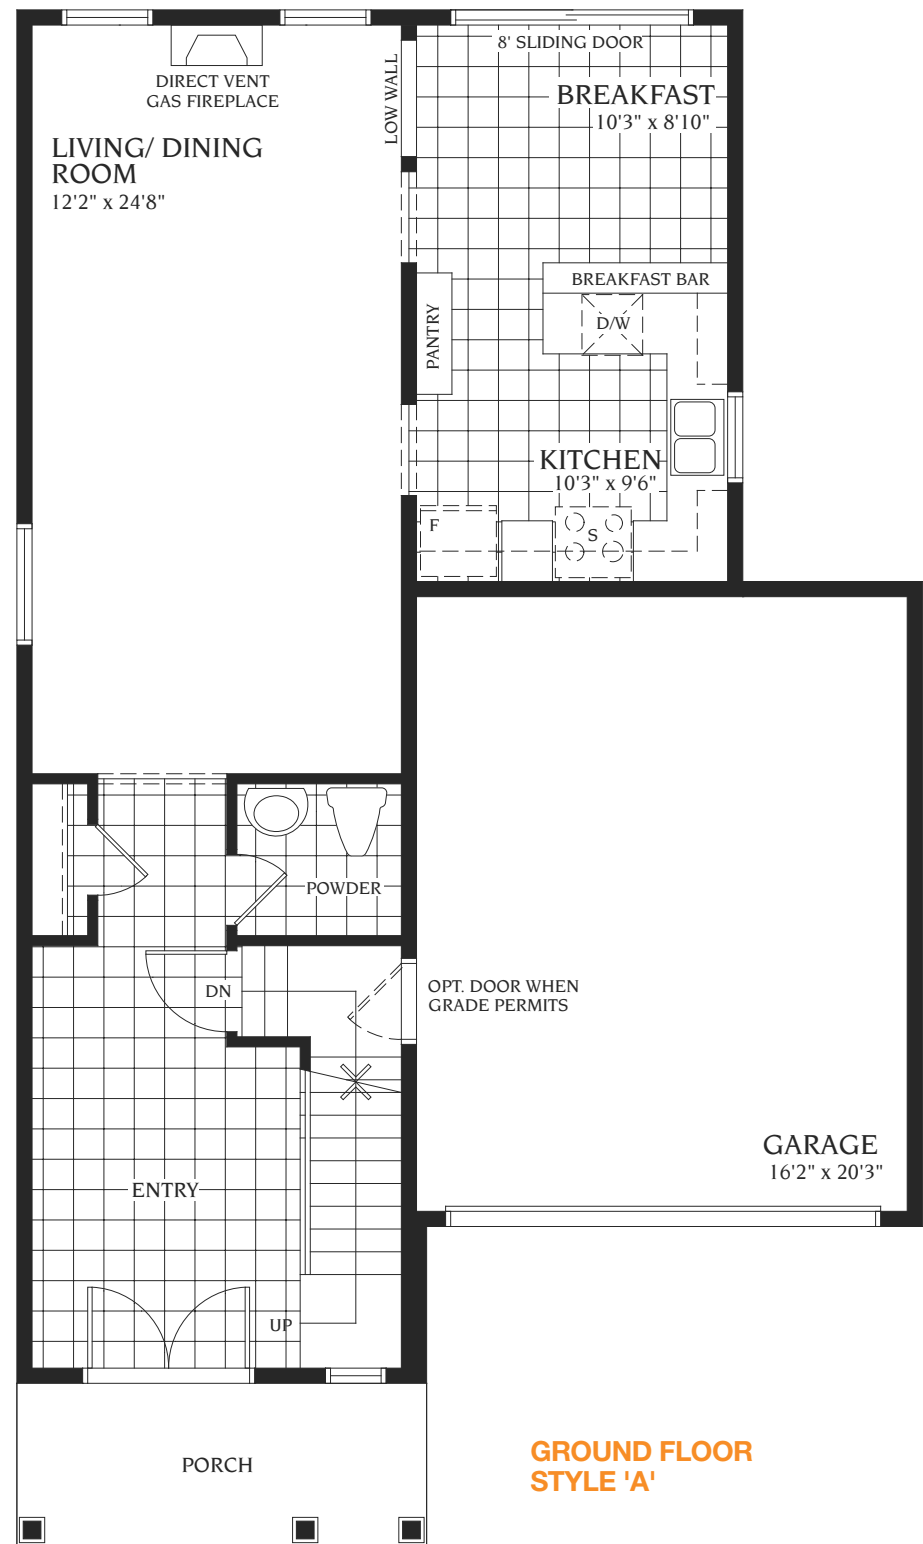 8' SLIDING DOOR
DIRECT VENT
GAS FIREPLACE
LOW WALL
BREAKFAST
10'3" x 8'10"
LIVING/ DINING
ROOM
12'2" x 24'8"
BREAKFAST BAR
D/W
PANTRY
KITCHEN
10'3" x 9'6"
F
S
POWDER
DN
OPT. DOOR WHEN
GRADE PERMITS
GARAGE
16'2" x 20'3"
ENTRY
UP
PORCH
GROUND FLOOR
STYLE 'A'